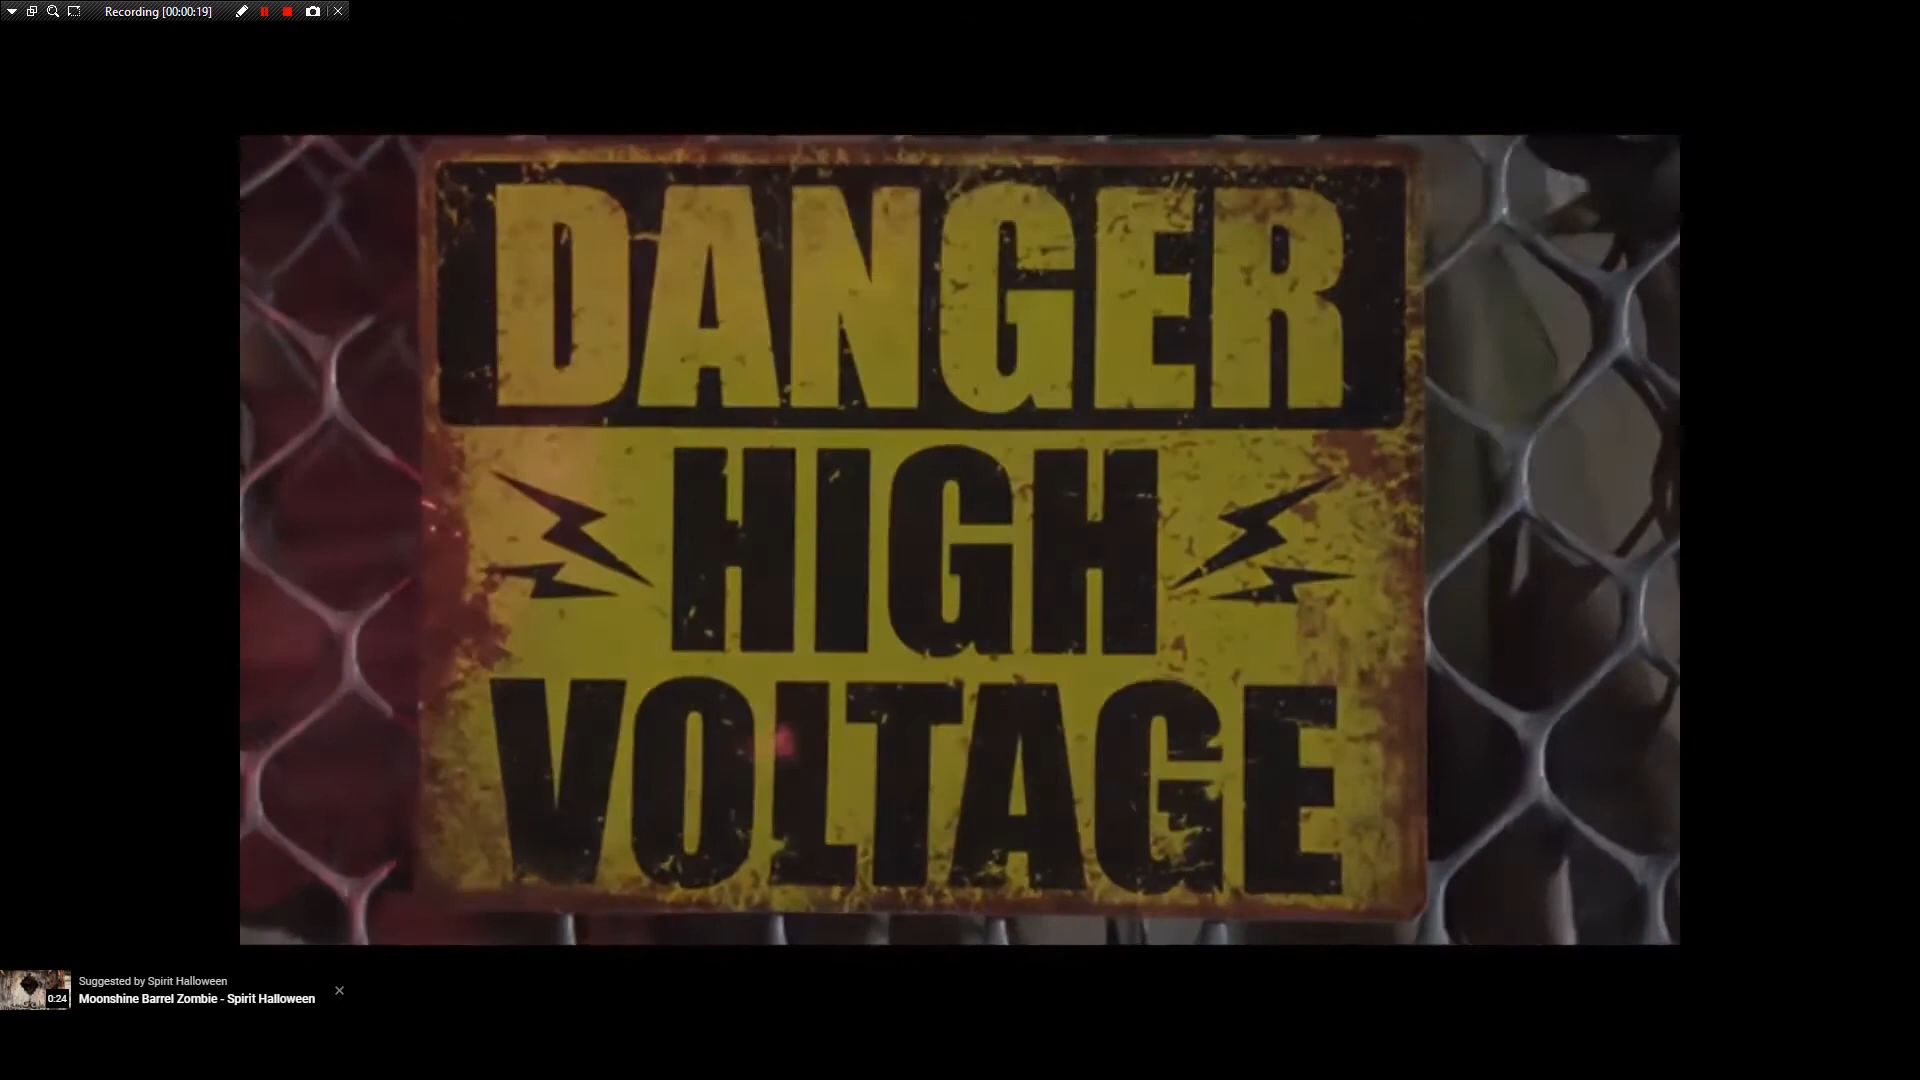 Recording [00:00:19]
DANGER
HIGH
VOLTAGE
0:24
Suggested by Spirit Halloween
Moonshine Barrel Zombie - Spirit Halloween